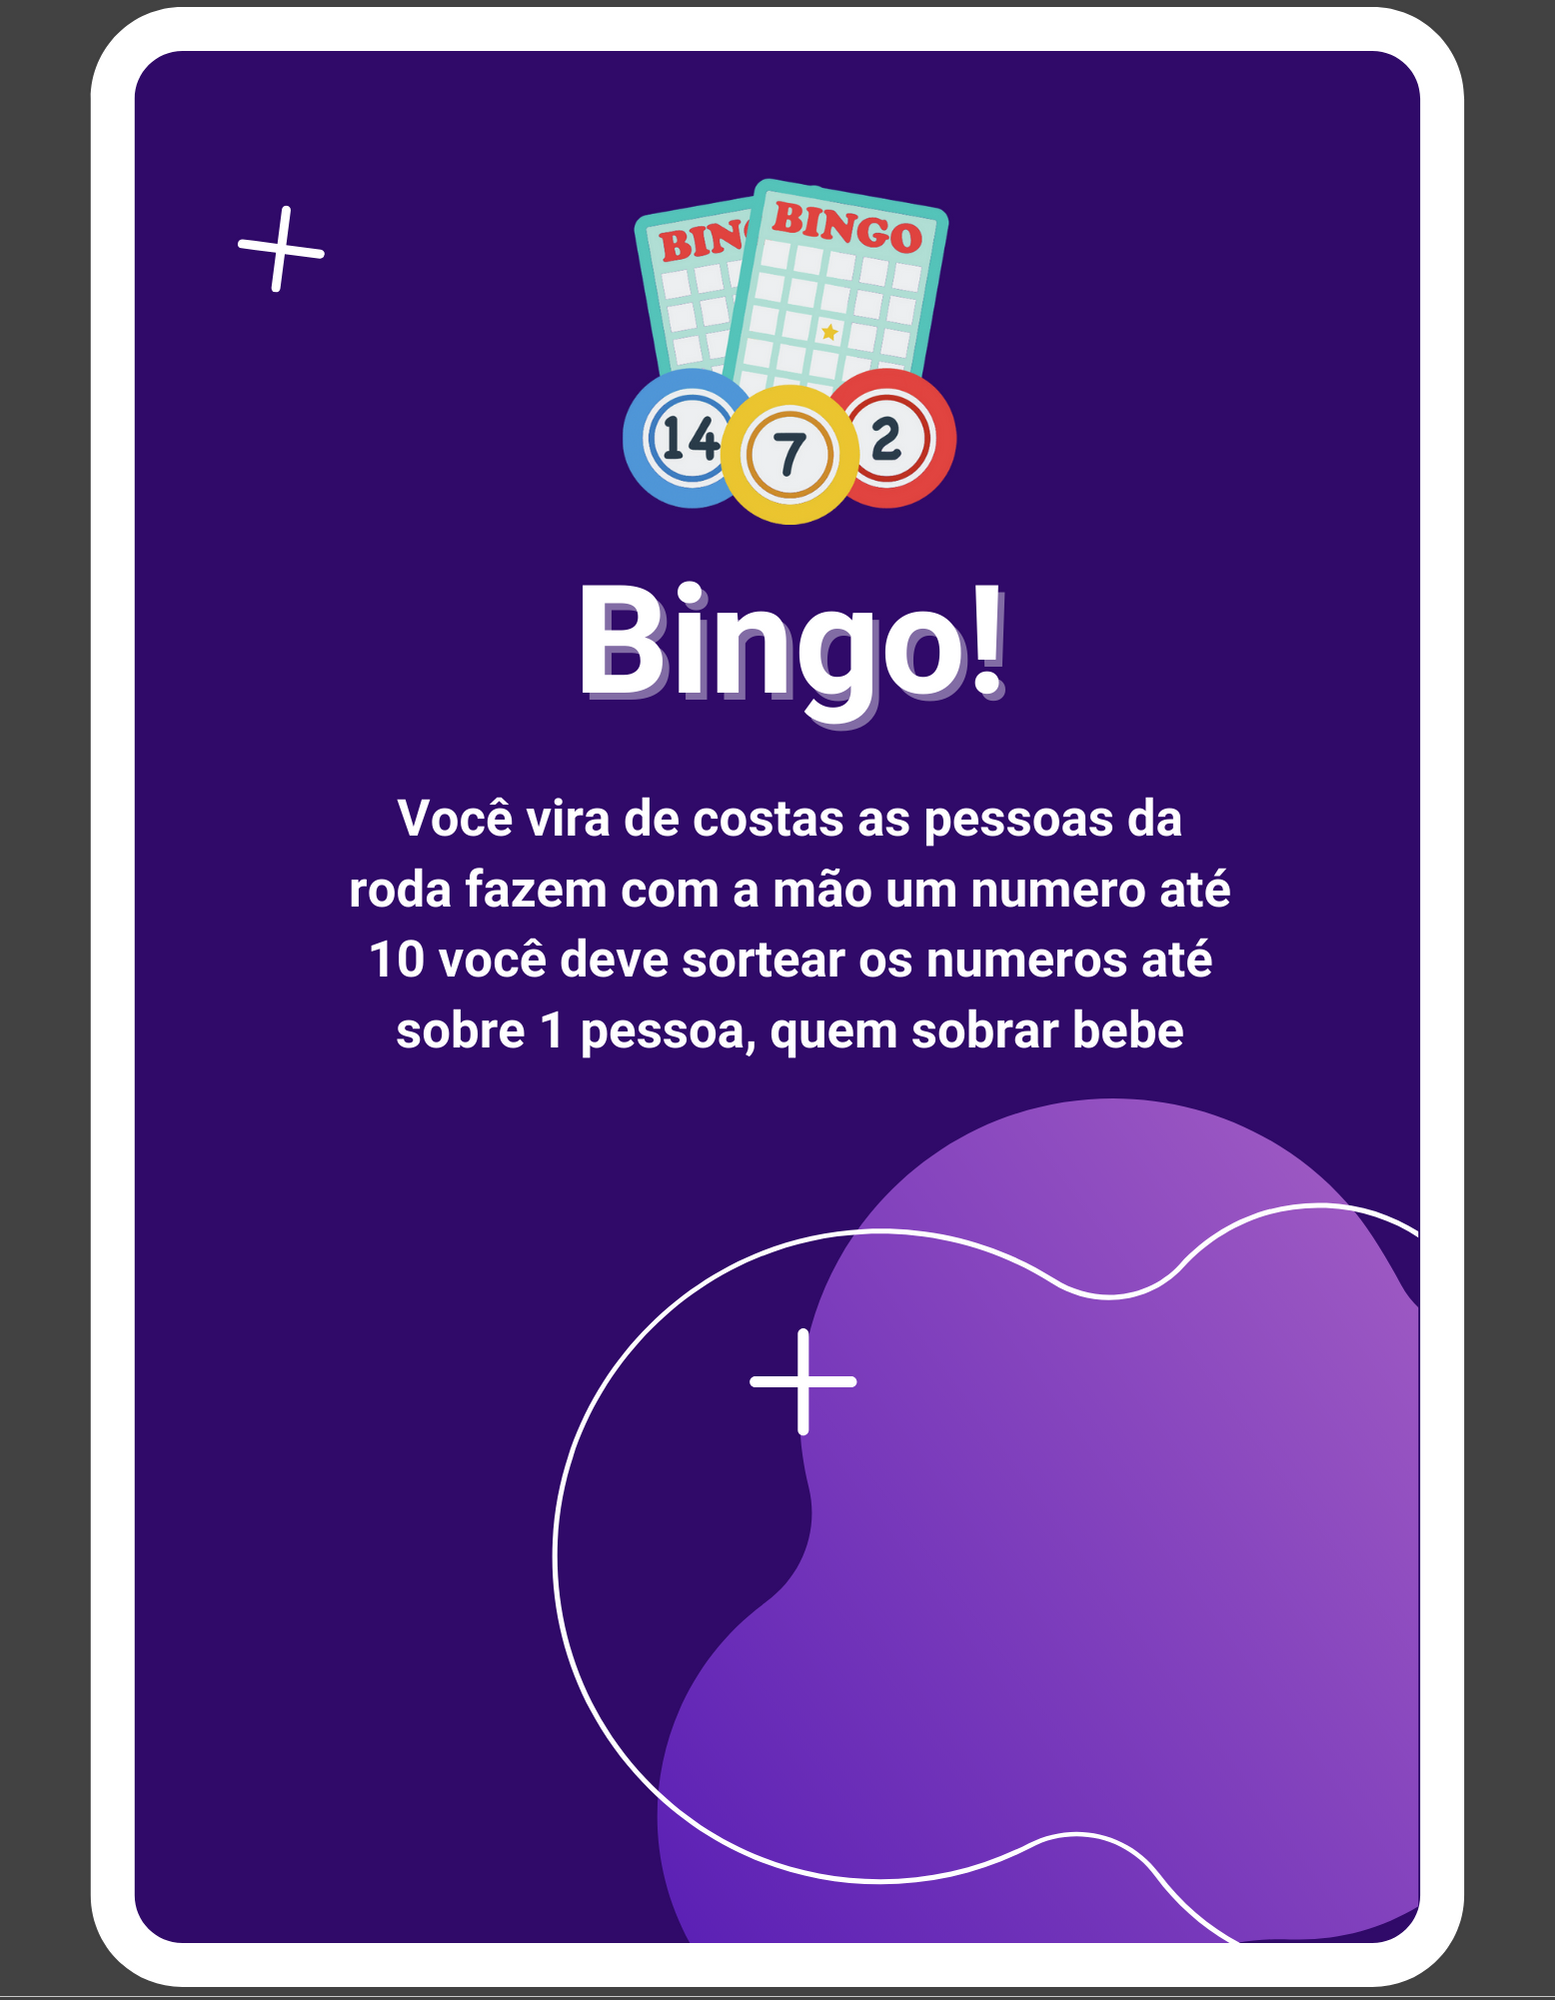 BING
BINGO
14
7
2
Bingo!
Você vira de costas as pessoas da
roda fazem com a mão um numero até
10 você deve sortear os numeros até
sobre 1 pessoa, quem sobrar bebe